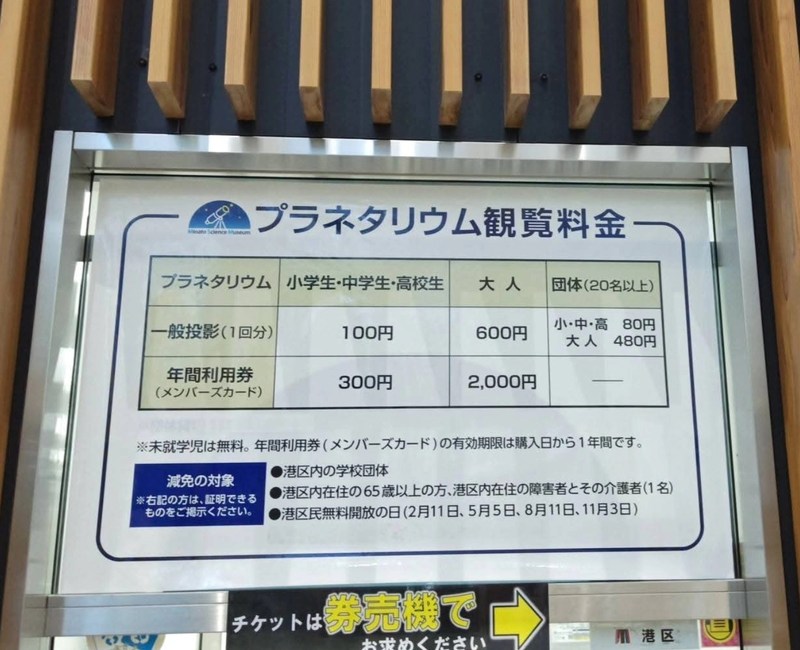 Minato Science Museum
プラネタリウム観覧料金
プラネタリウム 小学生・中学生・高校生 大人 団体(20名以上)
一般投影(1回分) 100円 600円 小・中・高 80円
大人 480円
年間利用券 300円 2,000円 ―
(メンバーズカード)
※未就学児は無料。年間利用券(メンバーズカード)の有効期限は購入日から1年間です。
減免の対象
※右記の方は、証明できる
ものをご掲示ください。
●港区内の学校団体
●港区内在住の65歳以上の方、港区内在住の障害者とその介護者(1名)
●港区民無料開放の日(2月11日、5月5日、8月11日、11月3日)
チケットは券売機で
お求めください
港区